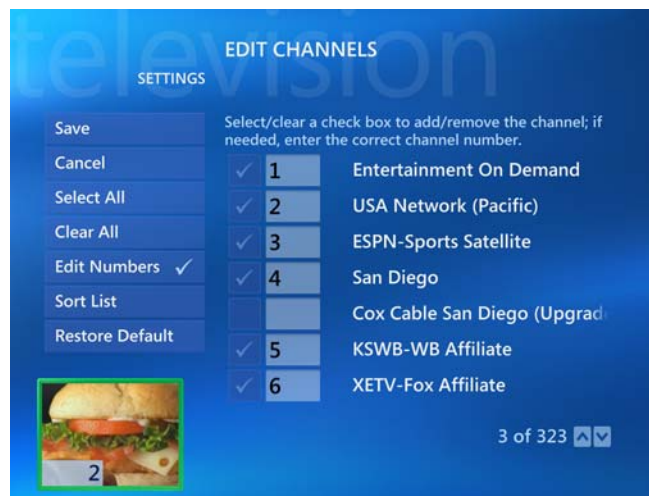 television
EDIT CHANNELS
SETTINGS
Save
Cancel
Select All
Clear All
Edit Numbers ✓
Sort List
Restore Default
Select/clear a check box to add/remove the channel; if
needed, enter the correct channel number.
1 Entertainment On Demand
2 USA Network (Pacific)
3 ESPN-Sports Satellite
4 San Diego
Cox Cable San Diego (Upgrad
5 KSWB-WB Affiliate
6 XETV-Fox Affiliate
3 of 323
2